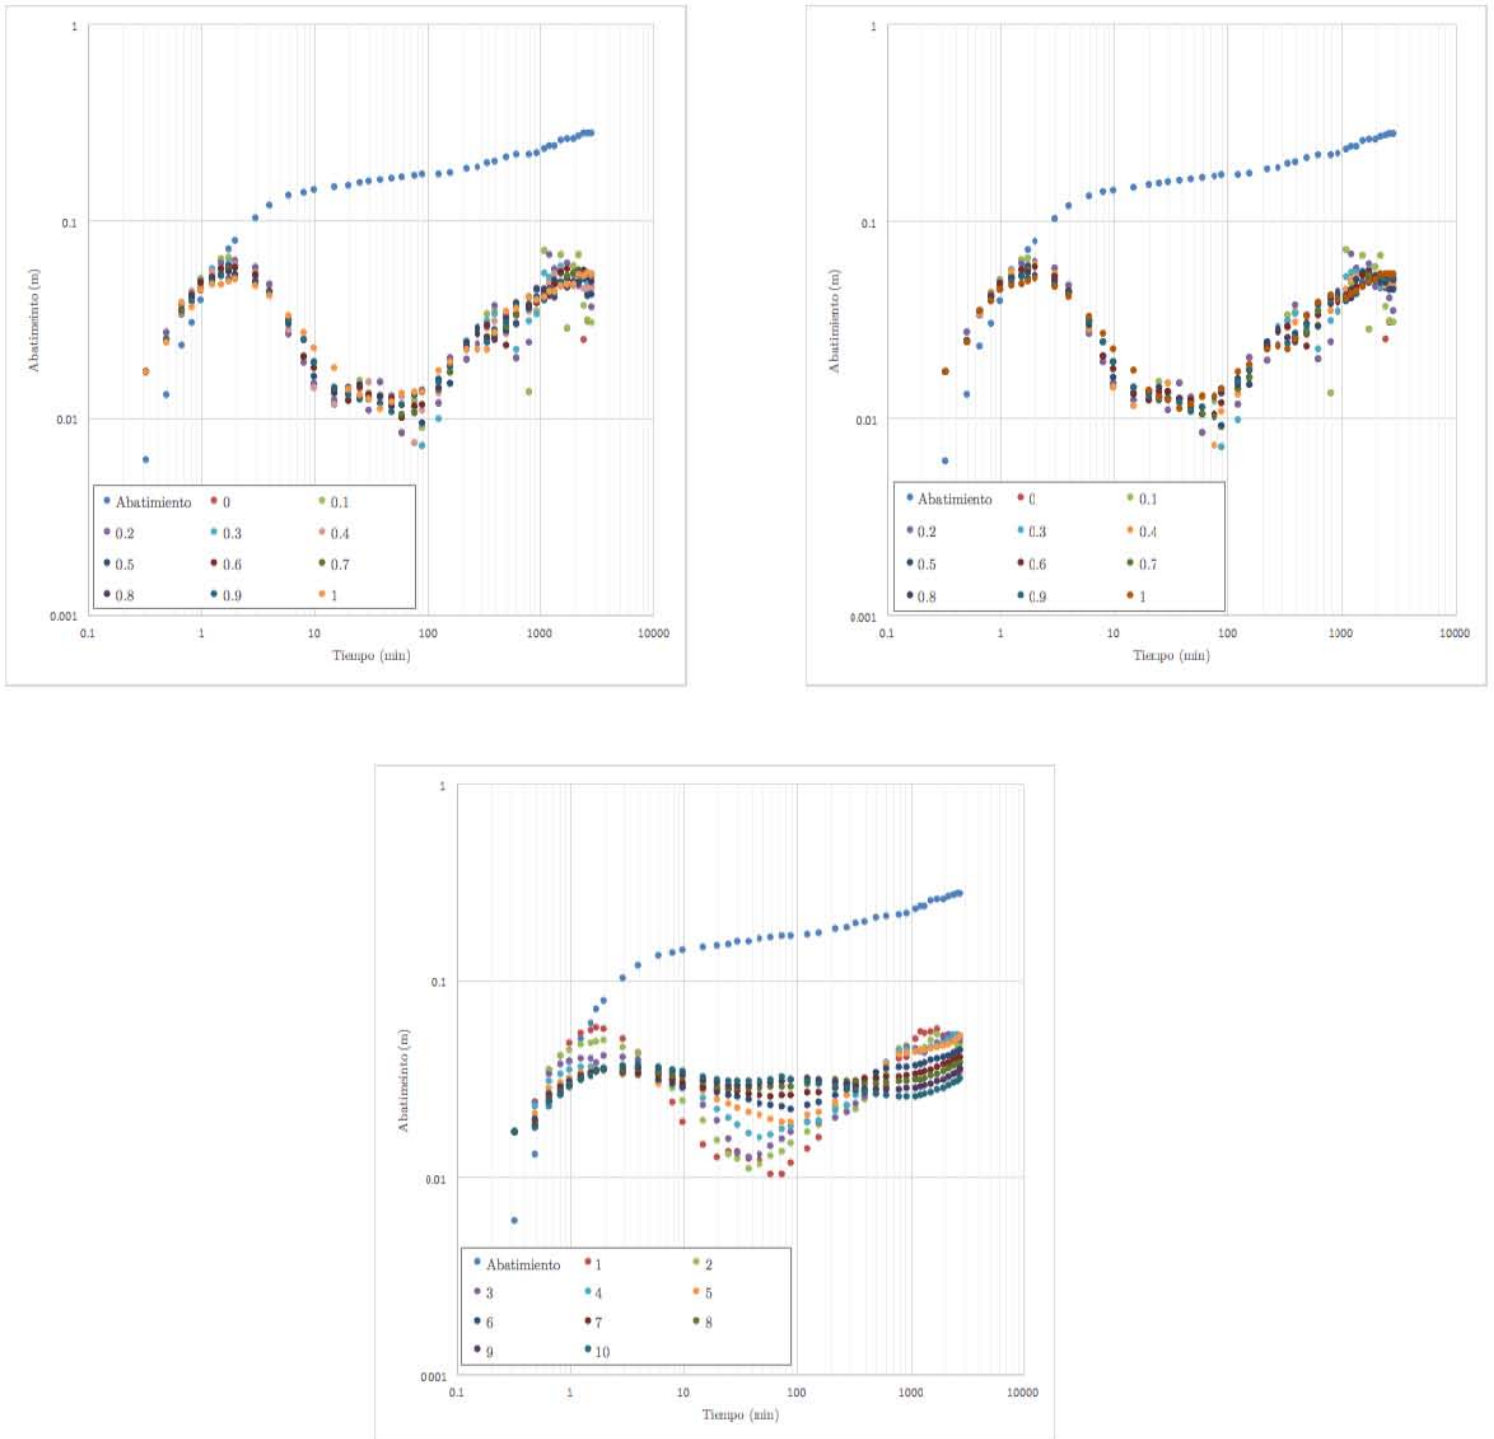 1
0.1
0.01
0.001
Abatimeinto (m)
Abatimiento 0 0.1
0.2 0.3 0.4
0.5 0.6 0.7
0.8 0.9 1
0.1 1 10 100 1000 10000
Tiempo (min)
1
0.1
0.01
0.001
Abatimiento (m)
Abatimiento 0 0.1
0.2 0.3 0.4
0.5 0.6 0.7
0.8 0.9 1
0.1 1 10 100 1000 10000
Tiempo (min)
1
0.1
0.01
0001
Abatimeinto (m)
Abatimiento 1 2
3 4 5
6 7 8
9 10
0.1 1 10 100 1000 10000
Tiempo (min)